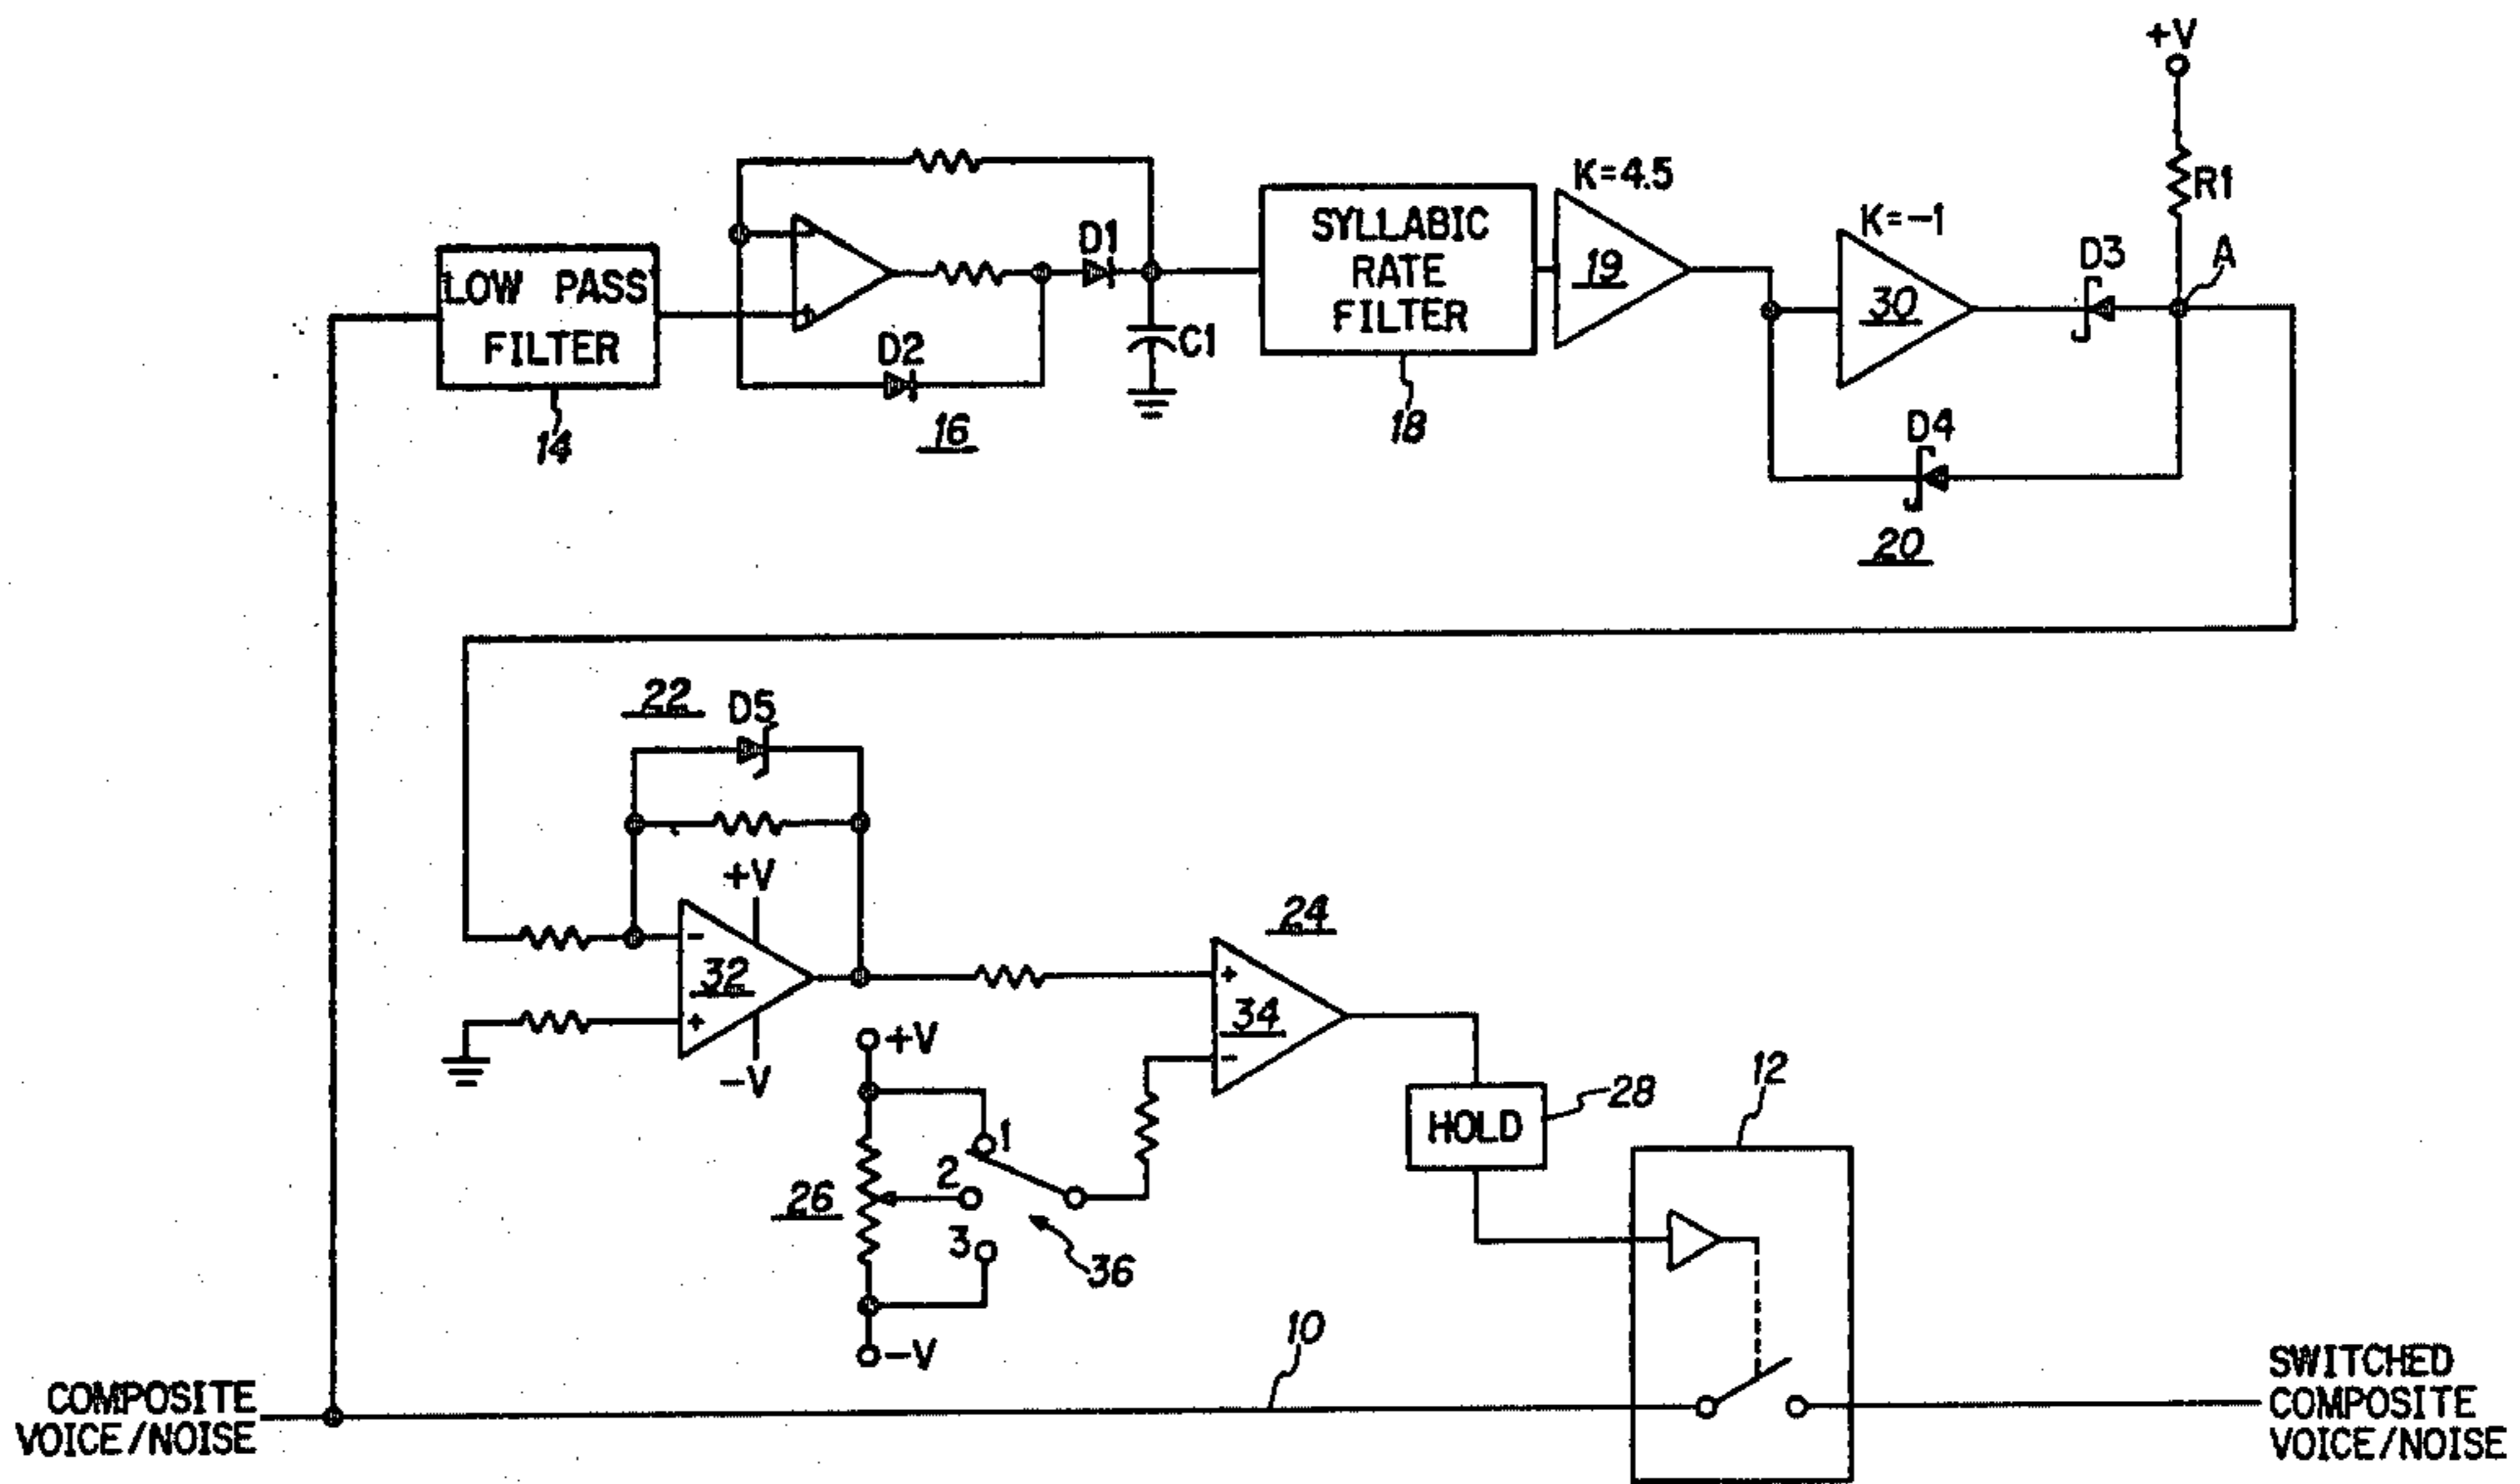 +V
R1
A
K=4.5
K=-1
D1
D3
LOW PASS
FILTER
14
D2
16
C1
SYLLABIC
RATE
FILTER
18
19
30
D4
20
22
D5
+V
-
32
+
-V
24
+
34
-
+V
1
2
3
26
36
-V
HOLD
28
12
10
COMPOSITE
VOICE/NOISE
SWITCHED
COMPOSITE
VOICE/NOISE